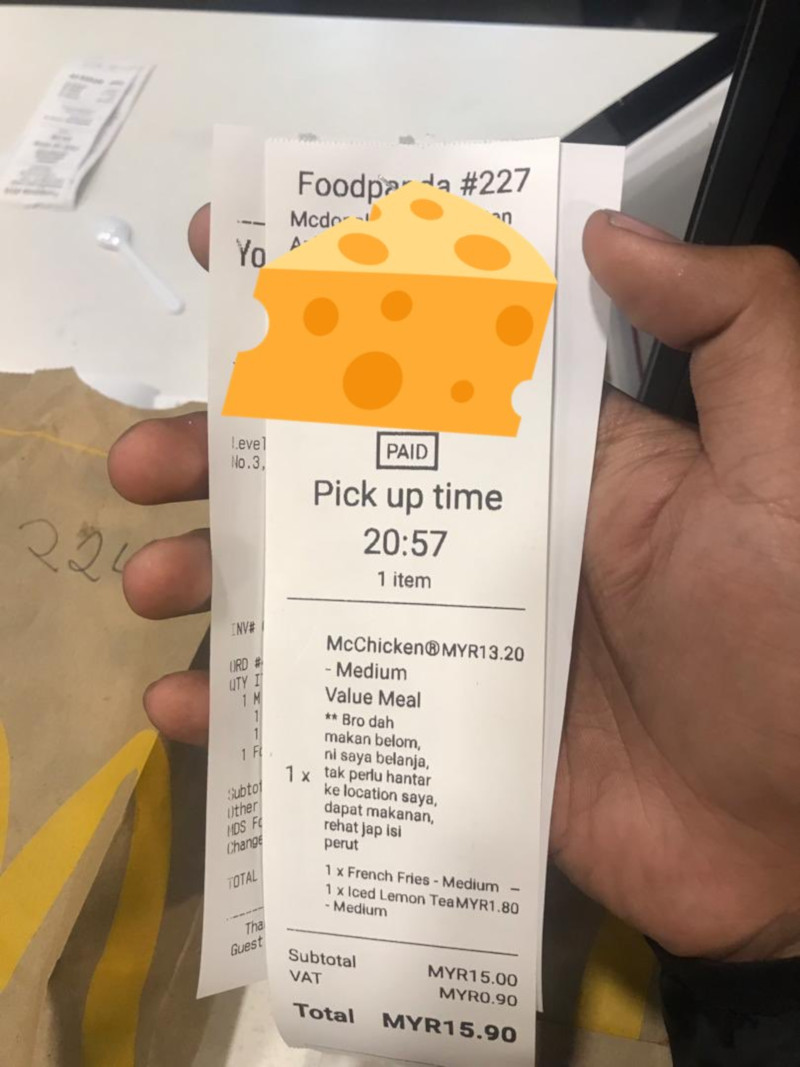 Foodpanda #227
Yo
PAID
Pick up time
20:57
1 item
McChicken® MYR13.20
- Medium
Value Meal
** Bro dah
makan belom,
ni saya belanja,
1 x tak perlu hantar
ke location saya,
dapat makanan,
rehat jap isi
perut
1 x French Fries - Medium -
1 x Iced Lemon Tea MYR1.80
- Medium
Subtotal MYR15.00
VAT MYR0.90
Total MYR15.90
Level
No.3,
INV#
ORD #
QTY I
1 M
1
1
1 Fo
Subtot
Other
MDS Fo
Change
TOTAL
Tha
Guest